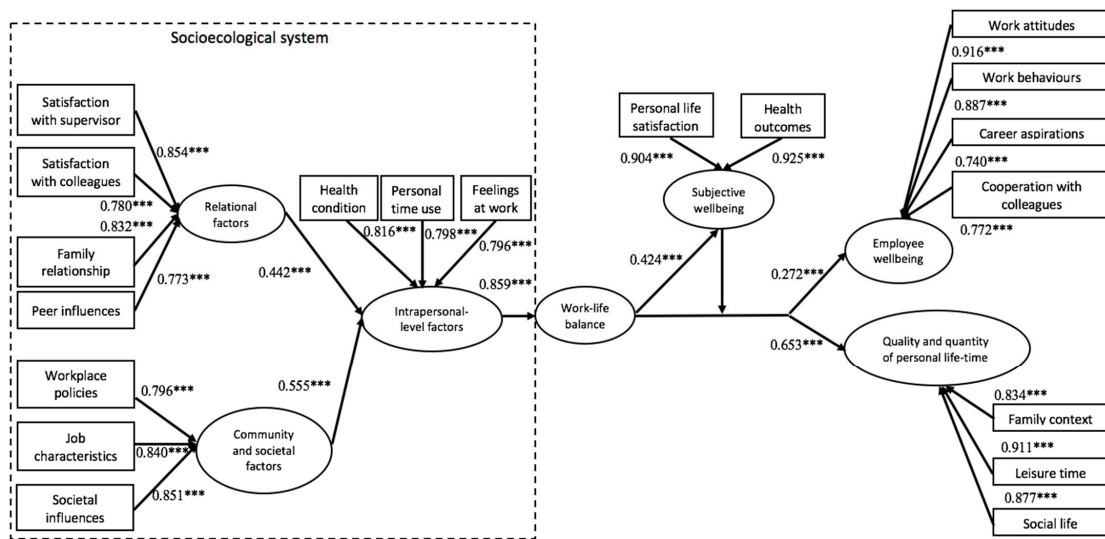 Socioecological system
Satisfaction
with supervisor
0.854***
Satisfaction
with colleagues
0.780***
0.832***
Family
relationship
0.773***
Peer influences
Relational
factors
0.442***
Health
condition
Personal
time use
Feelings
at work
0.816***
0.798***
0.796***
0.859***
Intrapersonal-
level factors
Workplace
policies
0.796***
0.555***
Job
characteristics
0.840***
Community
and societal
factors
Societal
influences
0.851***
Work-life
balance
Personal life
satisfaction
Health
outcomes
0.904***
0.925***
Subjective
wellbeing
0.424***
0.272***
0.653***
Work attitudes
0.916***
Work behaviours
0.887***
Career aspirations
0.740***
Cooperation with
colleagues
0.772***
Employee
wellbeing
Quality and quantity
of personal life-time
0.834***
Family context
0.911***
Leisure time
0.877***
Social life